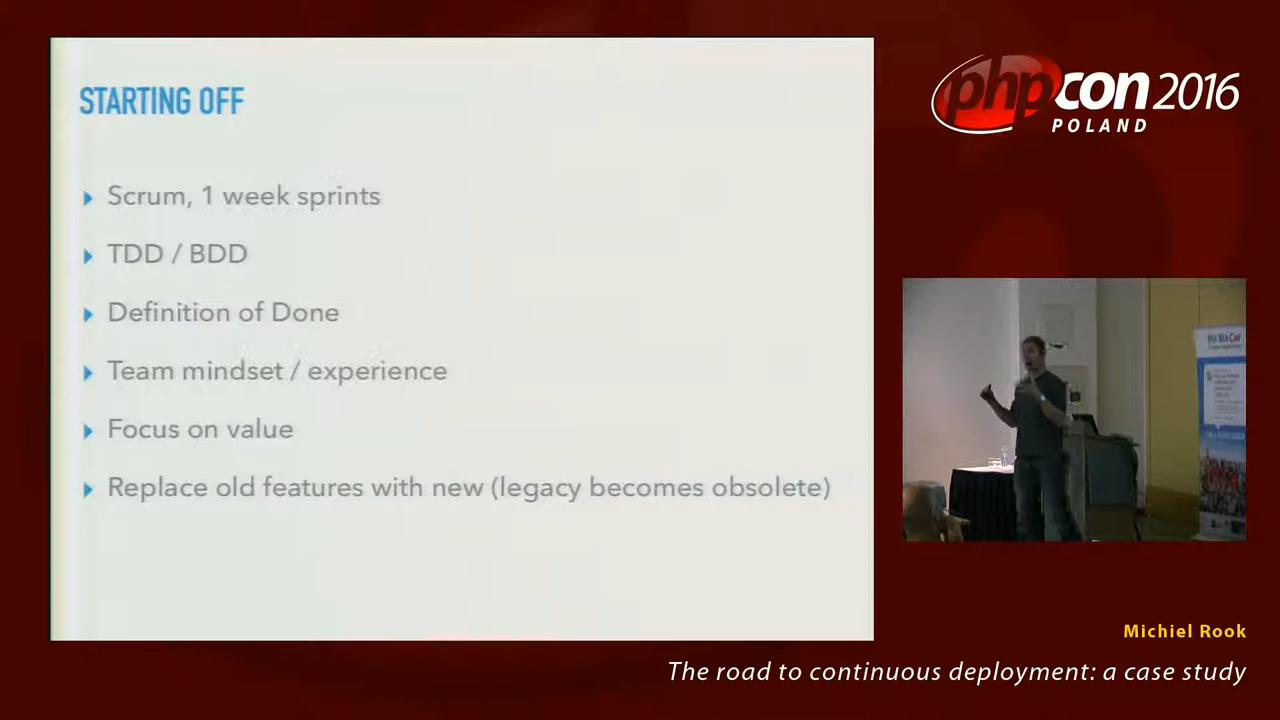 STARTING OFF
Scrum, 1 week sprints
TDD / BDD
Definition of Done
Team mindset / experience
Focus on value
Replace old features with new (legacy becomes obsolete)
phpcon 2016
POLAND
Michiel Rook
The road to continuous deployment: a case study